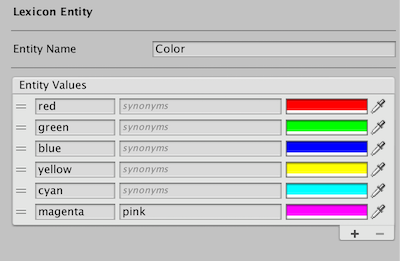 Lexicon Entity
Entity Name Color
Entity Values
red synonyms
green synonyms
blue synonyms
yellow synonyms
cyan synonyms
magenta pink
+ −